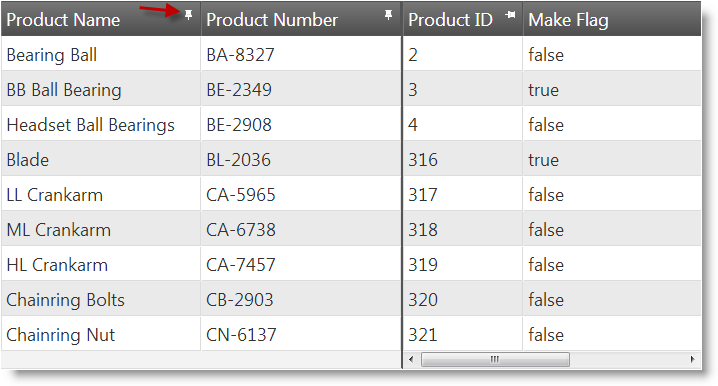 Product Name Product Number Product ID Make Flag
Bearing Ball BA-8327 2 false
BB Ball Bearing BE-2349 3 true
Headset Ball Bearings BE-2908 4 false
Blade BL-2036 316 true
LL Crankarm CA-5965 317 false
ML Crankarm CA-6738 318 false
HL Crankarm CA-7457 319 false
Chainring Bolts CB-2903 320 false
Chainring Nut CN-6137 321 false